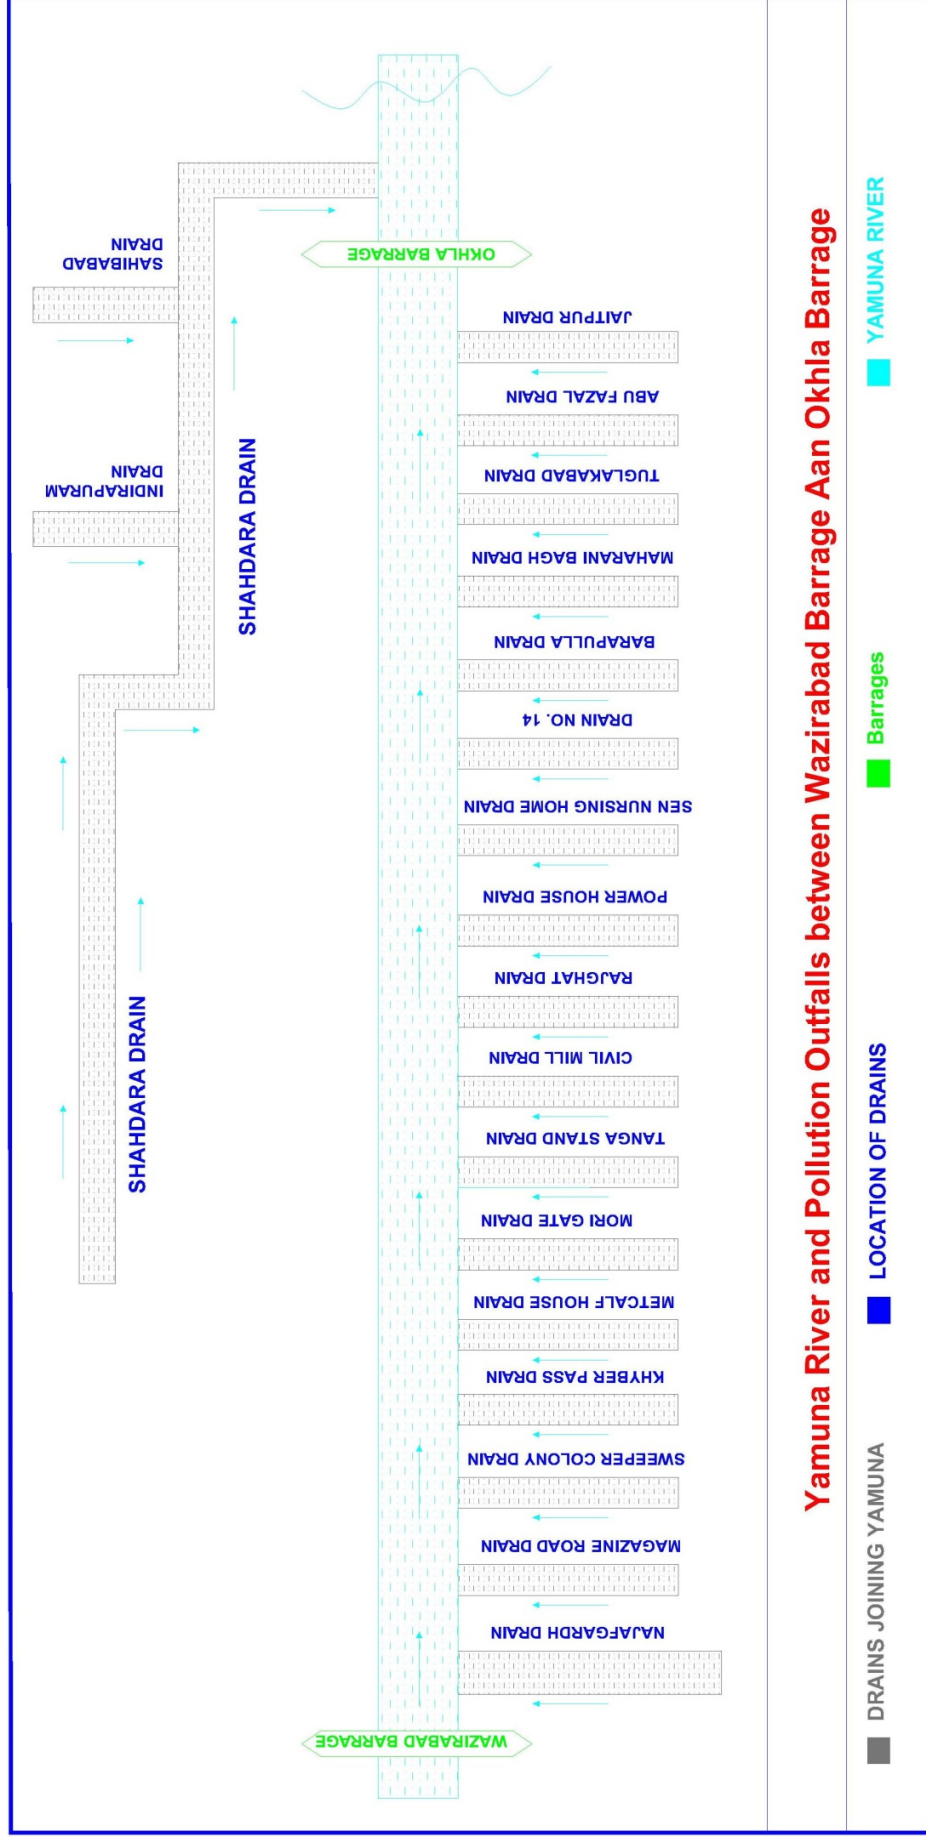 SAHIBABAD
DRAIN
INDIRAPURAM
DRAIN
SHAHDARA DRAIN
SHAHDARA DRAIN
OKHLA BARRAGE
JAITPUR DRAIN
ABU FAZAL DRAIN
TUGLAKABAD DRAIN
MAHARANI BAGH DRAIN
BARAPULLA DRAIN
DRAIN NO. 14
SEN NURSING HOME DRAIN
POWER HOUSE DRAIN
RAJGHAT DRAIN
CIVIL MILL DRAIN
TANGA STAND DRAIN
MORI GATE DRAIN
METCALF HOUSE DRAIN
KHYBER PASS DRAIN
SWEEPER COLONY DRAIN
MAGAZINE ROAD DRAIN
NAJAFGARDH DRAIN
WAZIRABAD BARRAGE
Yamuna River and Pollution Outfalls between Wazirabad Barrage Aan Okhla Barrage
DRAINS JOINING YAMUNA
LOCATION OF DRAINS
Barrages
YAMUNA RIVER